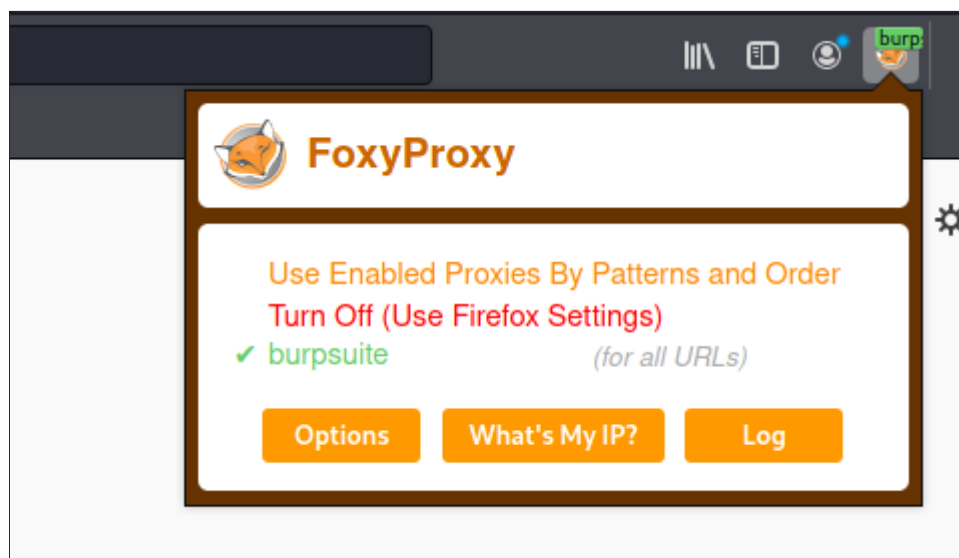 burp
FoxyProxy
Use Enabled Proxies By Patterns and Order
Turn Off (Use Firefox Settings)
✔ burpsuite (for all URLs)
Options What's My IP? Log